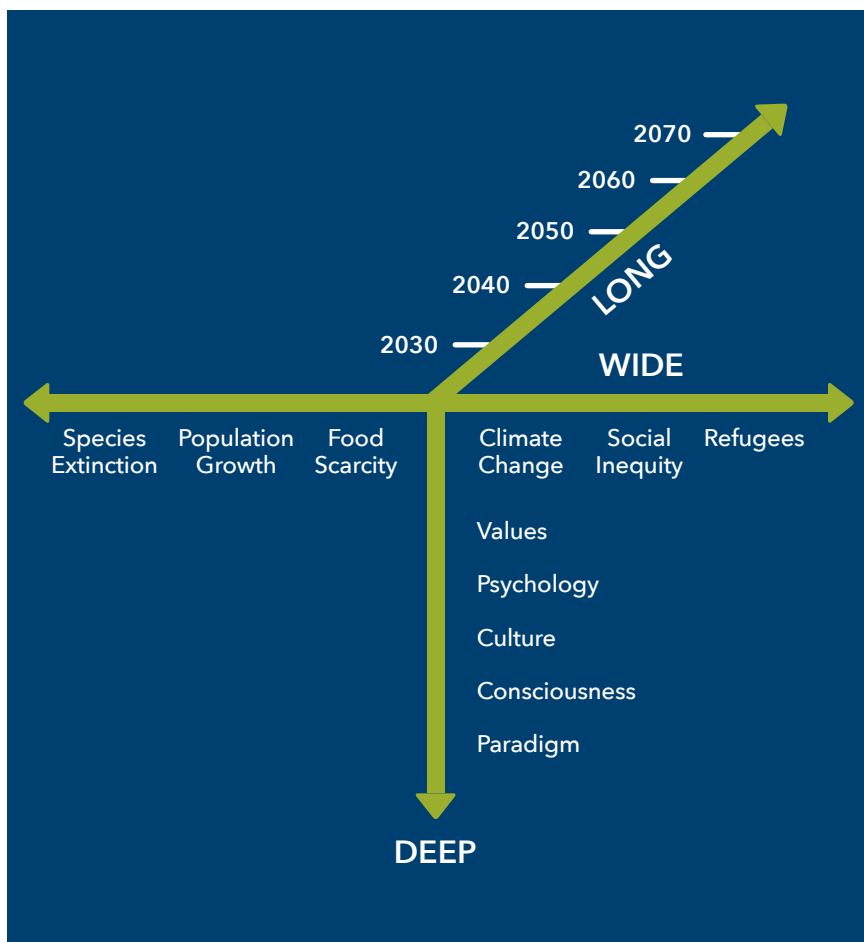 2070
2060
2050
2040
2030
LONG
WIDE
Species Extinction
Population Growth
Food Scarcity
Climate Change
Social Inequity
Refugees
Values
Psychology
Culture
Consciousness
Paradigm
DEEP